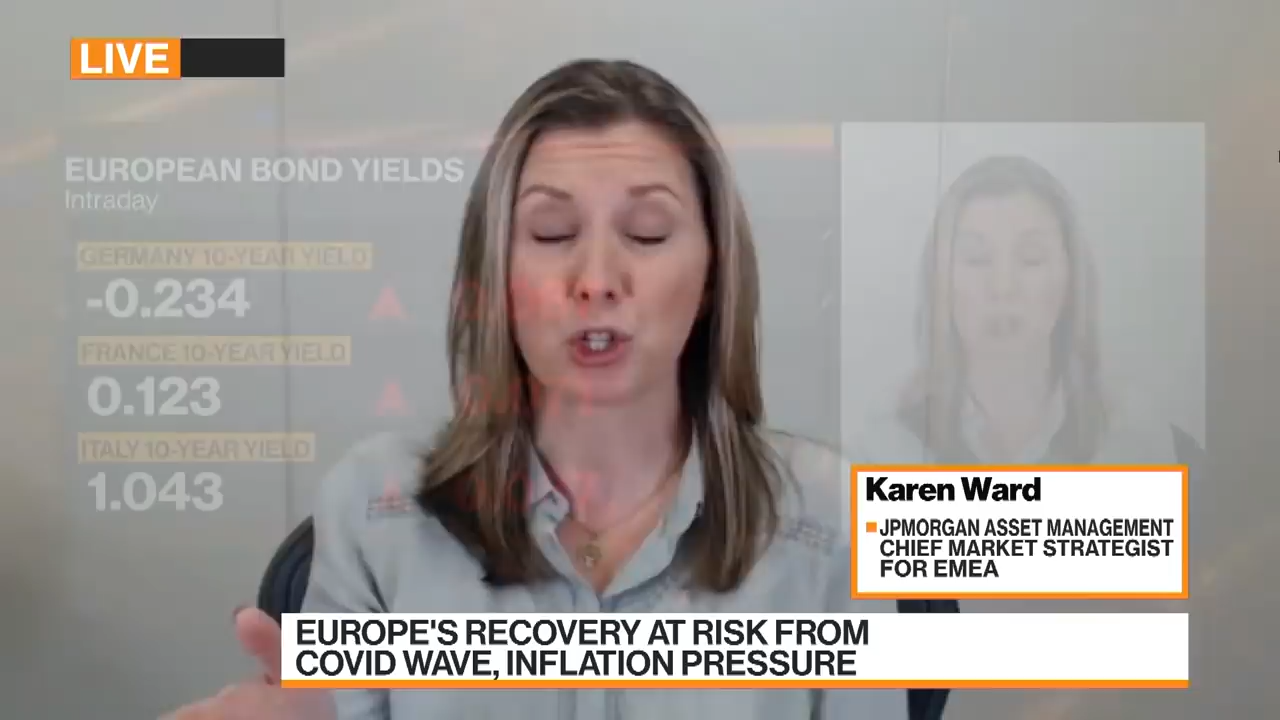 LIVE
EUROPEAN BOND YIELDS
Intraday
GERMANY 10-YEAR YIELD
-0.234
FRANCE 10-YEAR YIELD
0.123
ITALY 10-YEAR YIELD
1.043
Karen Ward
JPMORGAN ASSET MANAGEMENT
CHIEF MARKET STRATEGIST
FOR EMEA
EUROPE'S RECOVERY AT RISK FROM
COVID WAVE, INFLATION PRESSURE